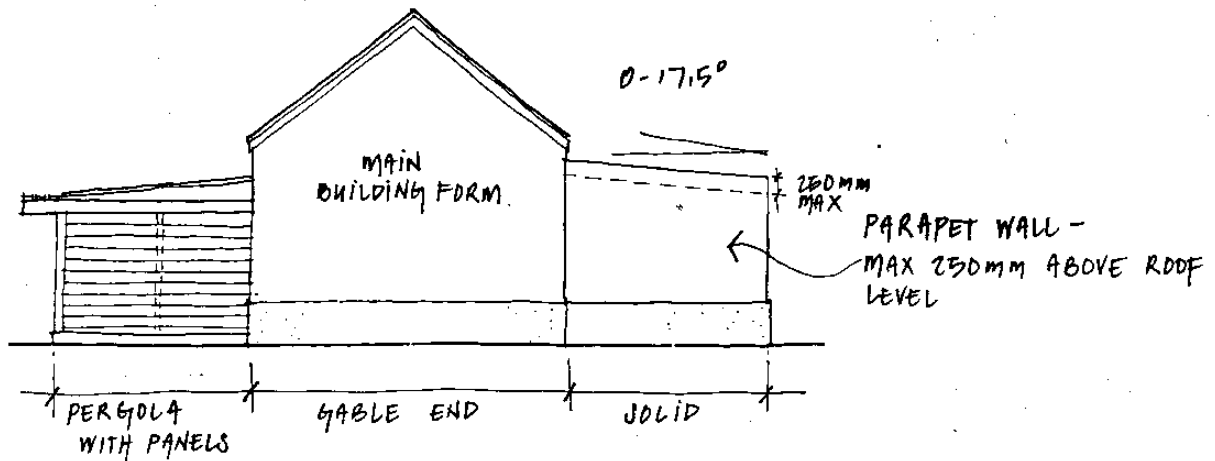 0-17,5°
MAIN
BUILDING FORM.
250mm
MAX
PARAPET WALL -
MAX 250mm ABOVE ROOF
LEVEL
PERGOLA
WITH PANELS
GABLE END
SOLID